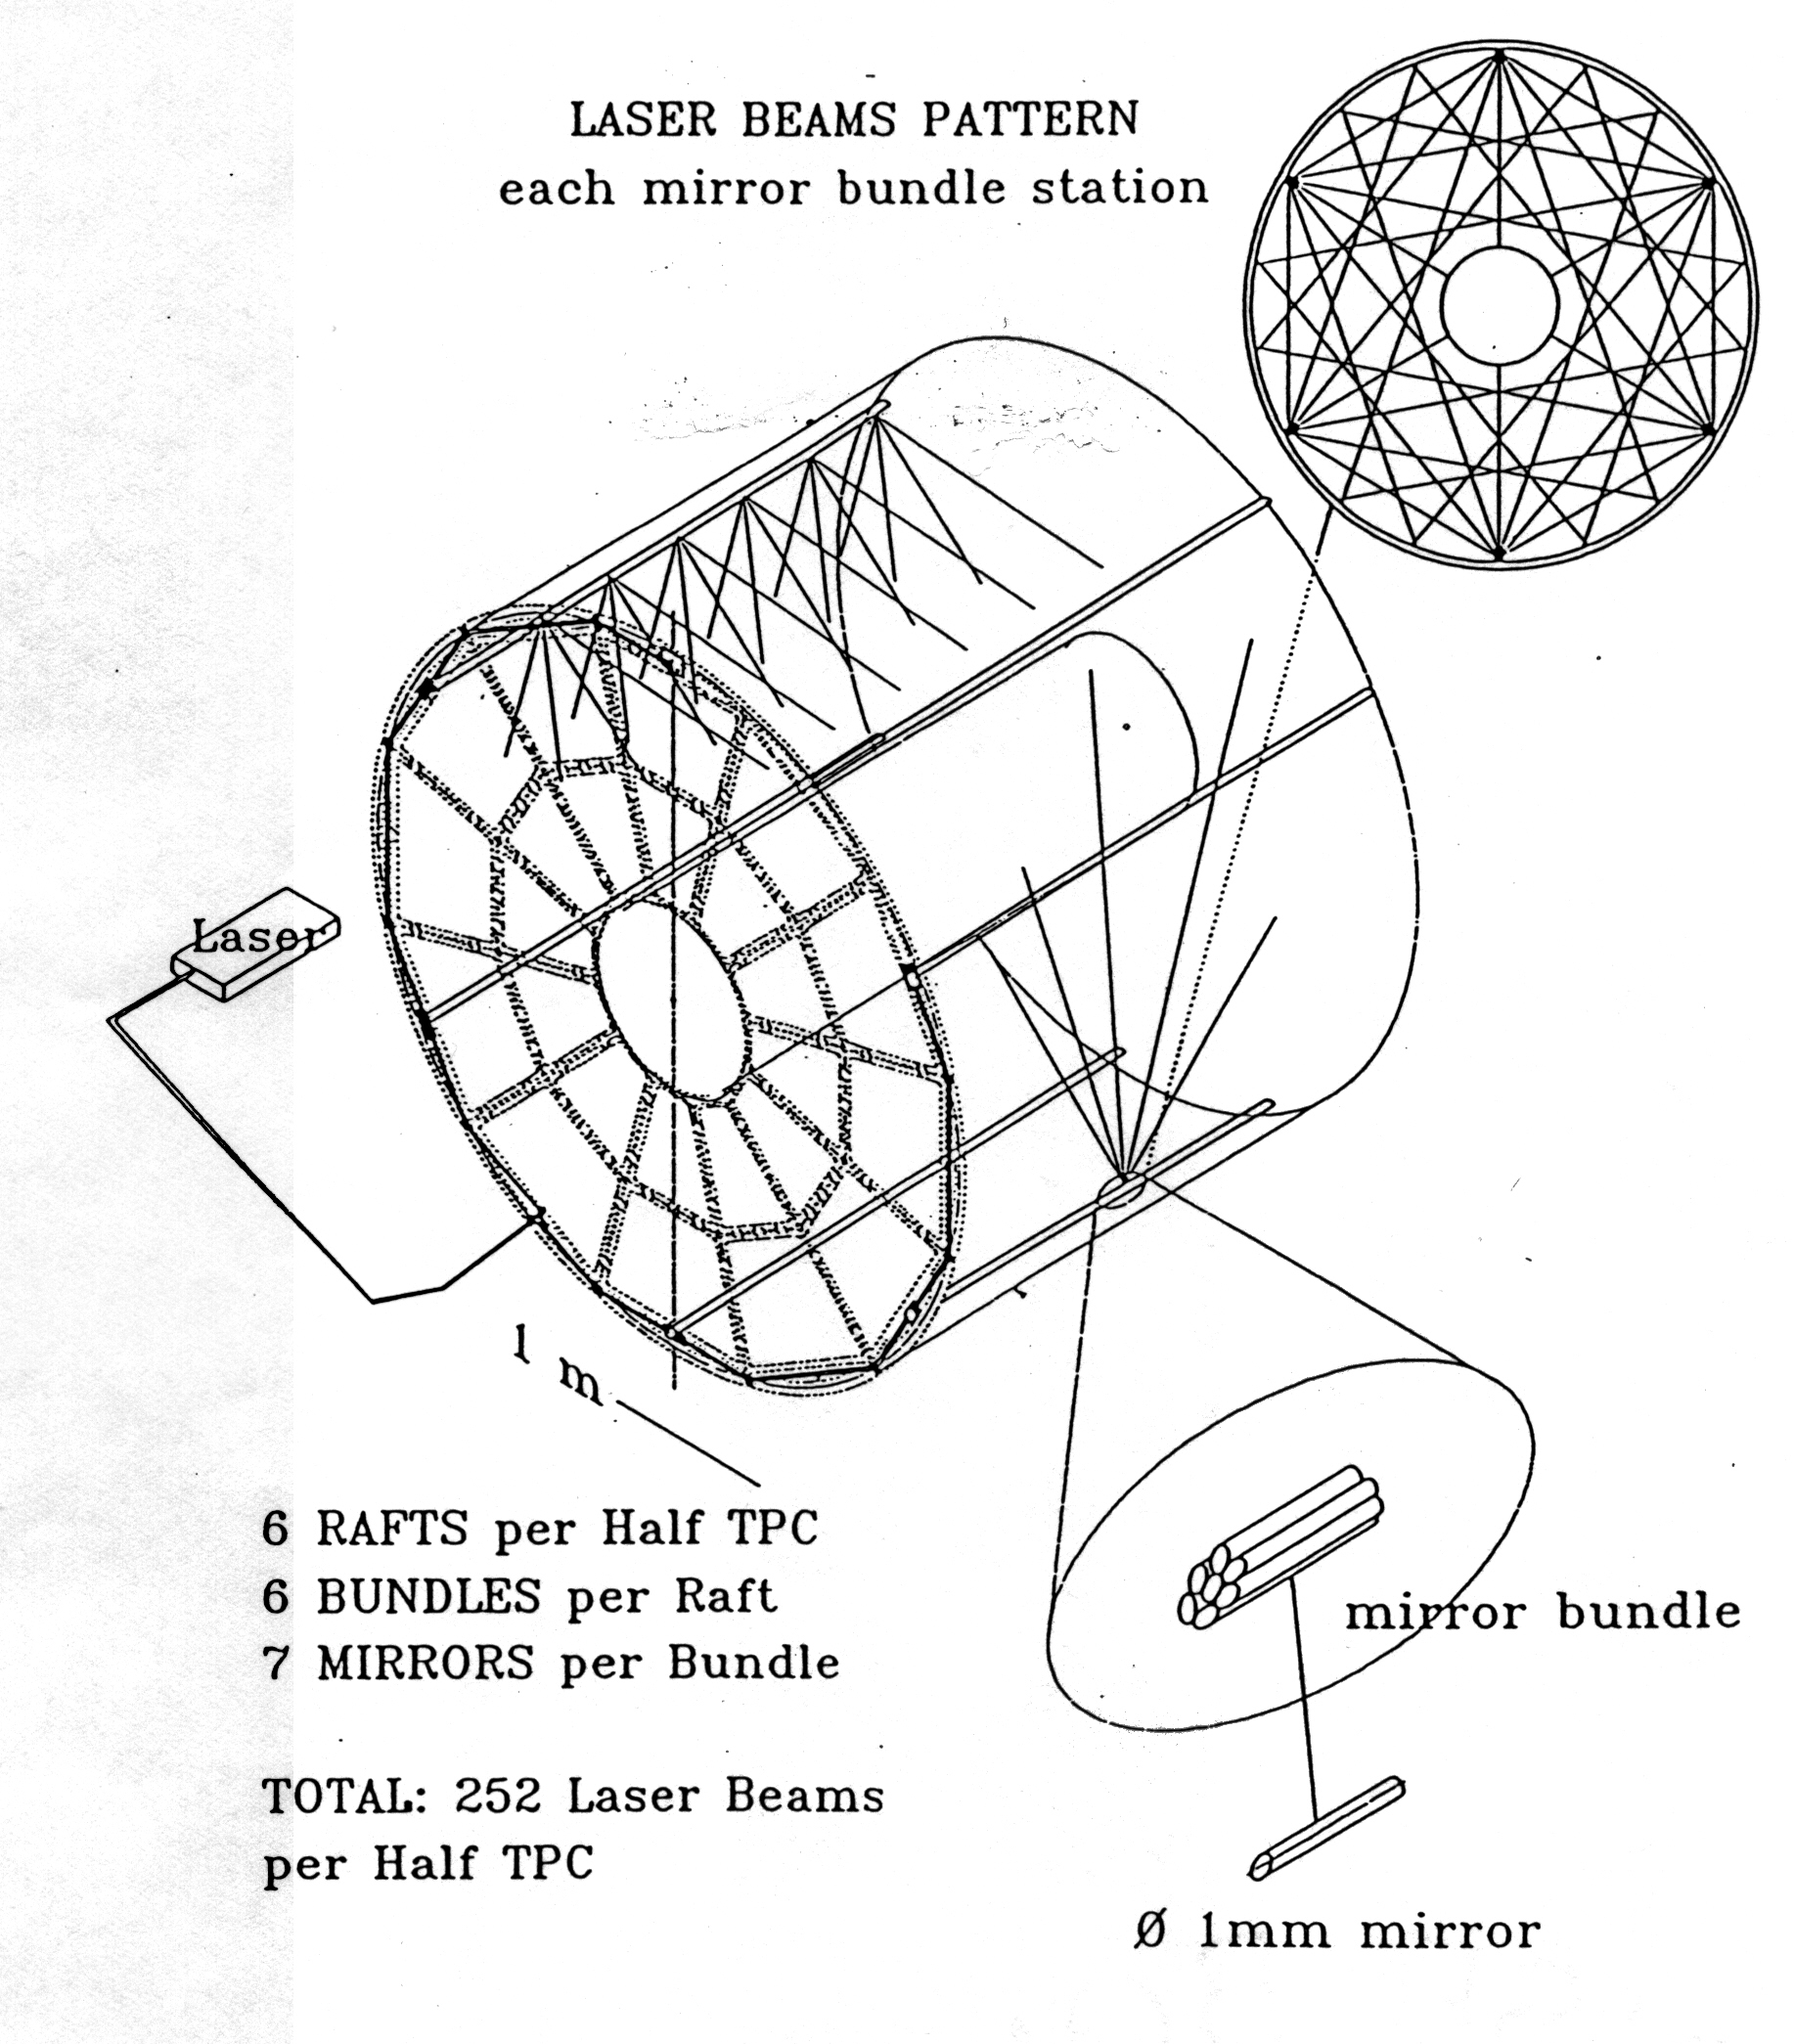 LASER BEAMS PATTERN
each mirror bundle station
Laser
1 m
6 RAFTS per Half TPC
6 BUNDLES per Raft
7 MIRRORS per Bundle
mirror bundle
TOTAL: 252 Laser Beams
per Half TPC
Ø 1mm mirror